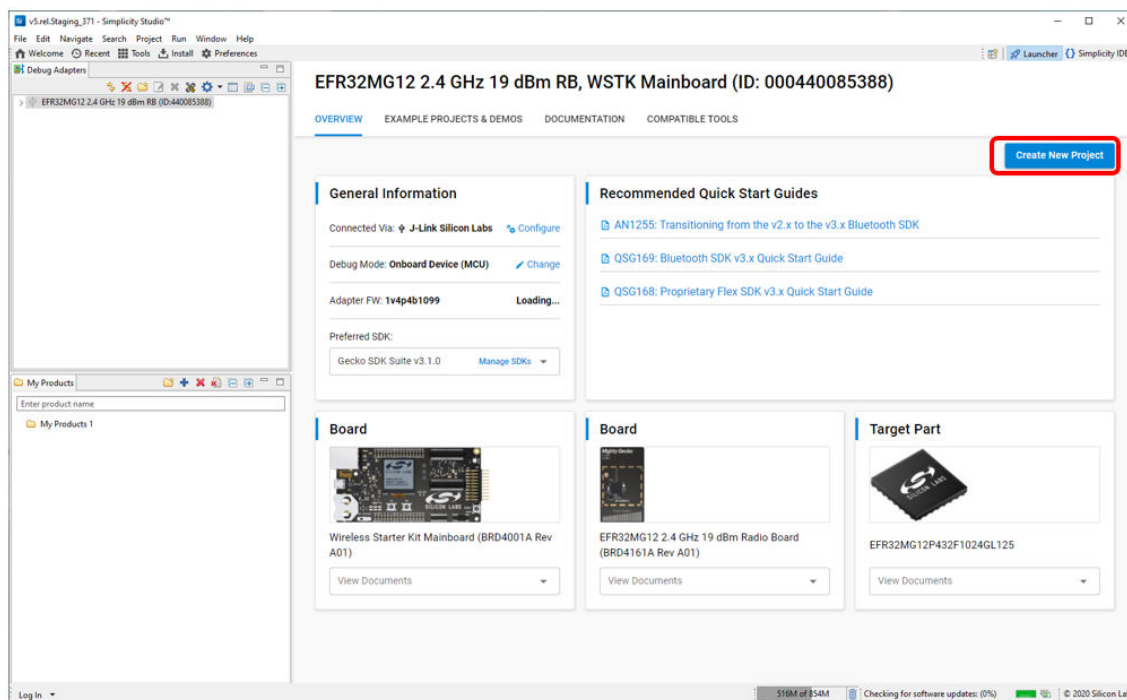 v5.rel.Staging_371 - Simplicity Studio™
File Edit Navigate Search Project Run Window Help
Welcome Recent Tools Install Preferences
Launcher {} Simplicity IDE
Debug Adapters
EFR32MG12 2.4 GHz 19 dBm RB (ID:440085388)
EFR32MG12 2.4 GHz 19 dBm RB, WSTK Mainboard (ID: 000440085388)
OVERVIEW EXAMPLE PROJECTS & DEMOS DOCUMENTATION COMPATIBLE TOOLS
Create New Project
General Information
Connected Via: J-Link Silicon Labs Configure
Debug Mode: Onboard Device (MCU) Change
Adapter FW: 1v4p4b1099 Loading...
Preferred SDK:
Gecko SDK Suite v3.1.0 Manage SDKs
Recommended Quick Start Guides
AN1255: Transitioning from the v2.x to the v3.x Bluetooth SDK
QSG169: Bluetooth SDK v3.x Quick Start Guide
QSG168: Proprietary Flex SDK v3.x Quick Start Guide
My Products
Enter product name
My Products 1
Board
SILICON LABS
Wireless Starter Kit Mainboard (BRD4001A Rev
A01)
View Documents
Board
Mighty Gecko
EFR32MG12 2.4 GHz 19 dBm Radio Board
(BRD4161A Rev A01)
View Documents
Target Part
SILICON LABS
EFR32MG12P432F1024GL125
View Documents
Log In
516M of 854M
Checking for software updates: (0%)
© 2020 Silicon La